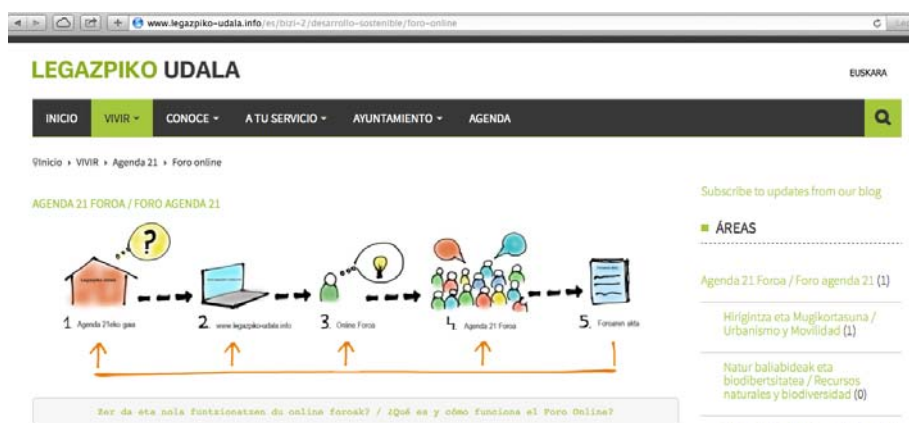 www.legazpiko-udala.info/es/bizi-2/desarrollo-sostenible/foro-online
LEGAZPIKO UDALA
EUSKARA
INICIO VIVIR CONOCE A TU SERVICIO AYUNTAMIENTO AGENDA
Inicio › VIVIR › Agenda 21 › Foro online
AGENDA 21 FOROA / FORO AGENDA 21
?
1 Agenda 21eko gaia
2. www.legazpiko-udala.info
3. Online Foroa
4. Agenda 21 Foroa
5. Foroaren akta
Zer da eta nola funtzionatzen du online foroak? / ¿Qué es y cómo funciona el Foro Online?
Subscribe to updates from our blog
ÁREAS
Agenda 21 Foroa / Foro agenda 21 (1)
Hirigintza eta Mugikortasuna /
Urbanismo y Movilidad (1)
Natur baliabideak eta
biodibertsitatea / Recursos
naturales y biodiversidad (0)